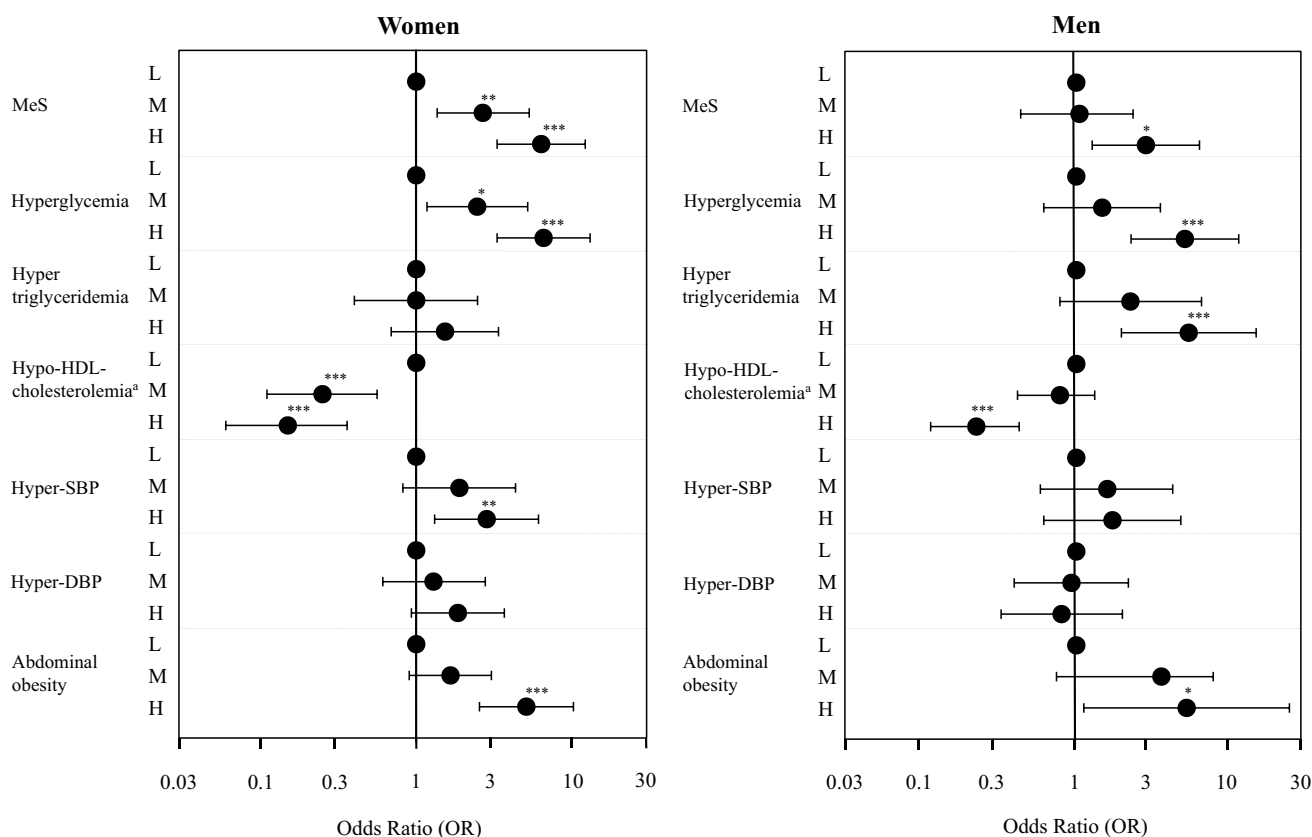 Women
MeS
L
M
**
H
***
Hyperglycemia
L
M
*
H
***
Hyper
triglyceridemia
L
M
H
Hypo-HDL-
cholesterolemiaᵃ
L
M
***
H
***
Hyper-SBP
L
M
H
**
Hyper-DBP
L
M
H
Abdominal
obesity
L
M
H
***
0.03 0.1 0.3 1 3 10 30
Odds Ratio (OR)
Men
MeS
L
M
H
*
Hyperglycemia
L
M
H
***
Hyper
triglyceridemia
L
M
H
***
Hypo-HDL-
cholesterolemiaᵃ
L
M
H
***
Hyper-SBP
L
M
H
Hyper-DBP
L
M
H
Abdominal
obesity
L
M
H
*
0.03 0.1 0.3 1 3 10 30
Odds Ratio (OR)